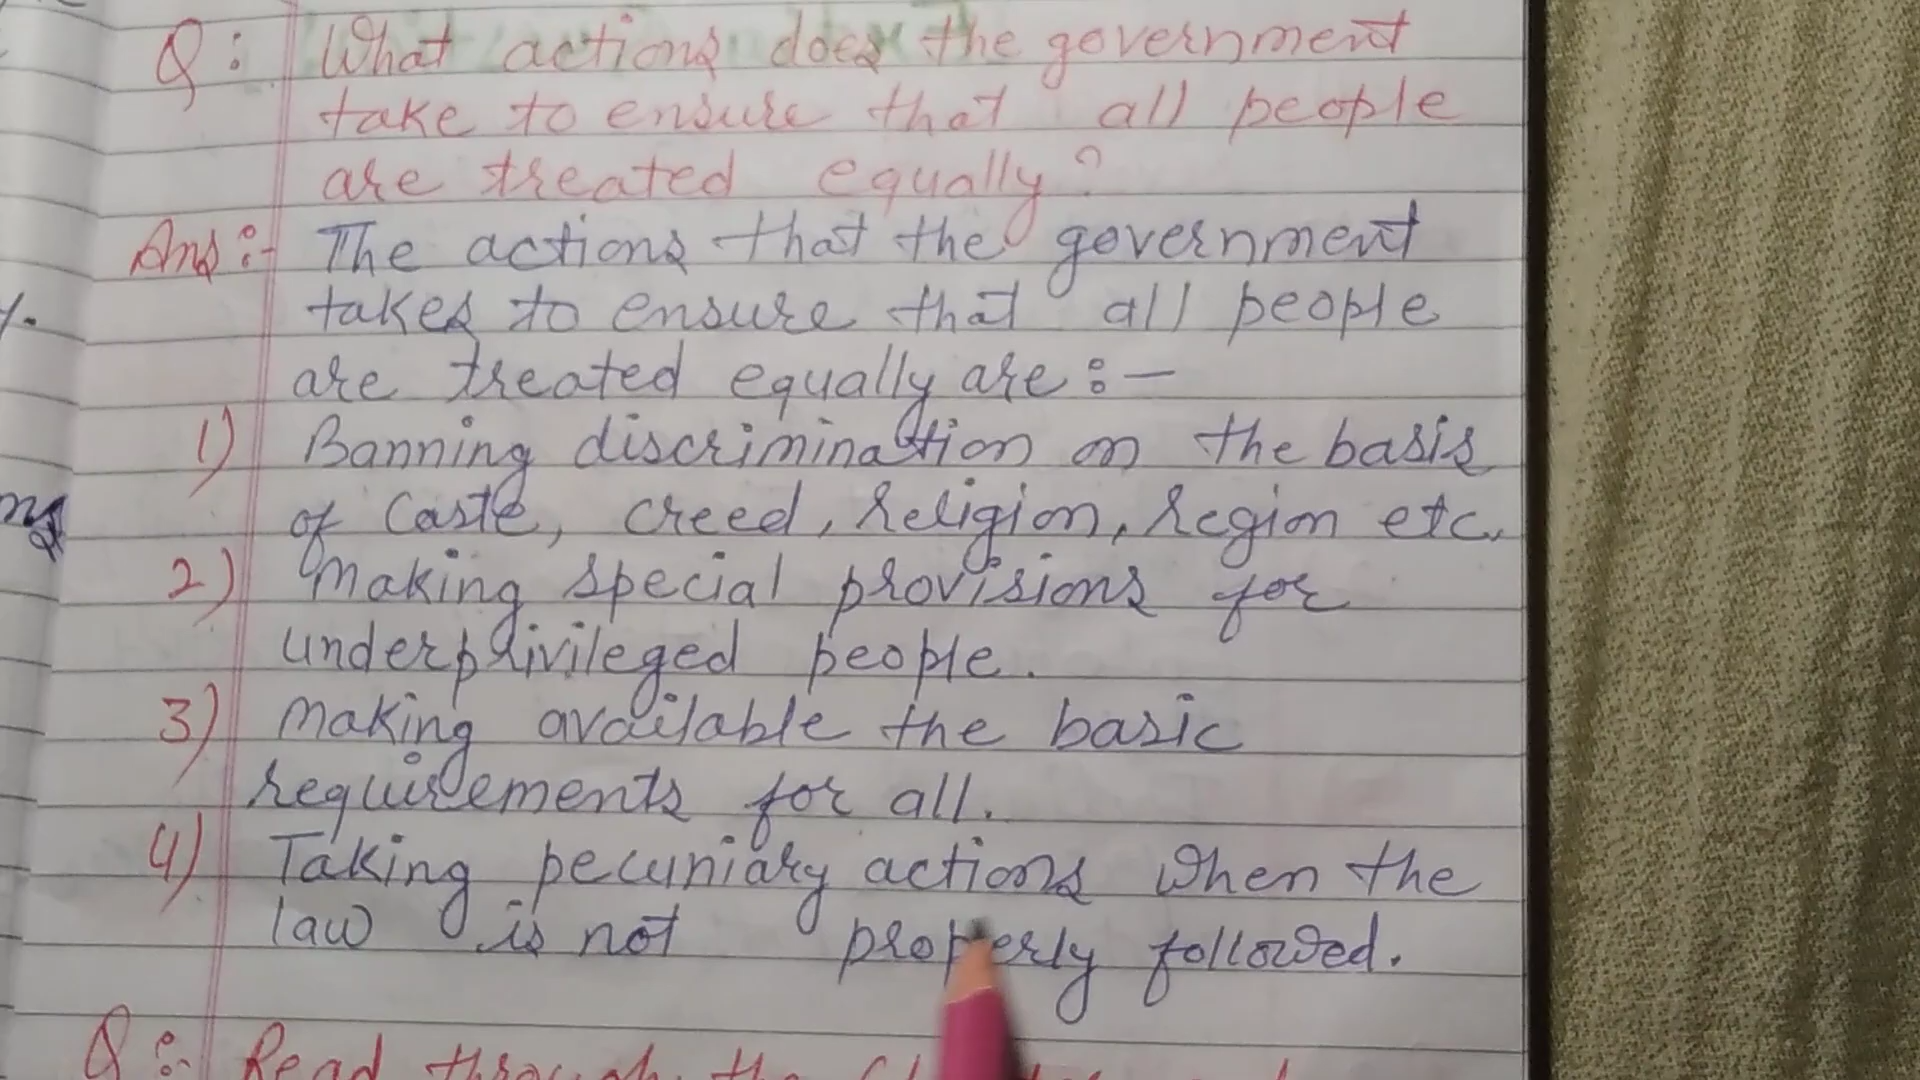 Q: What actions does the government
take to ensure that all people
are treated equally?
Ans:- The actions that the government
takes to ensure that all people
are treated equally are:-
1) Banning discrimination on the basis
of caste, creed, religion, region etc.
2) Making special provisions for
underprivileged people.
3) Making available the basic
requirements for all.
4) Taking pecuniary actions when the
law is not properly followed.
Q:- Read through the